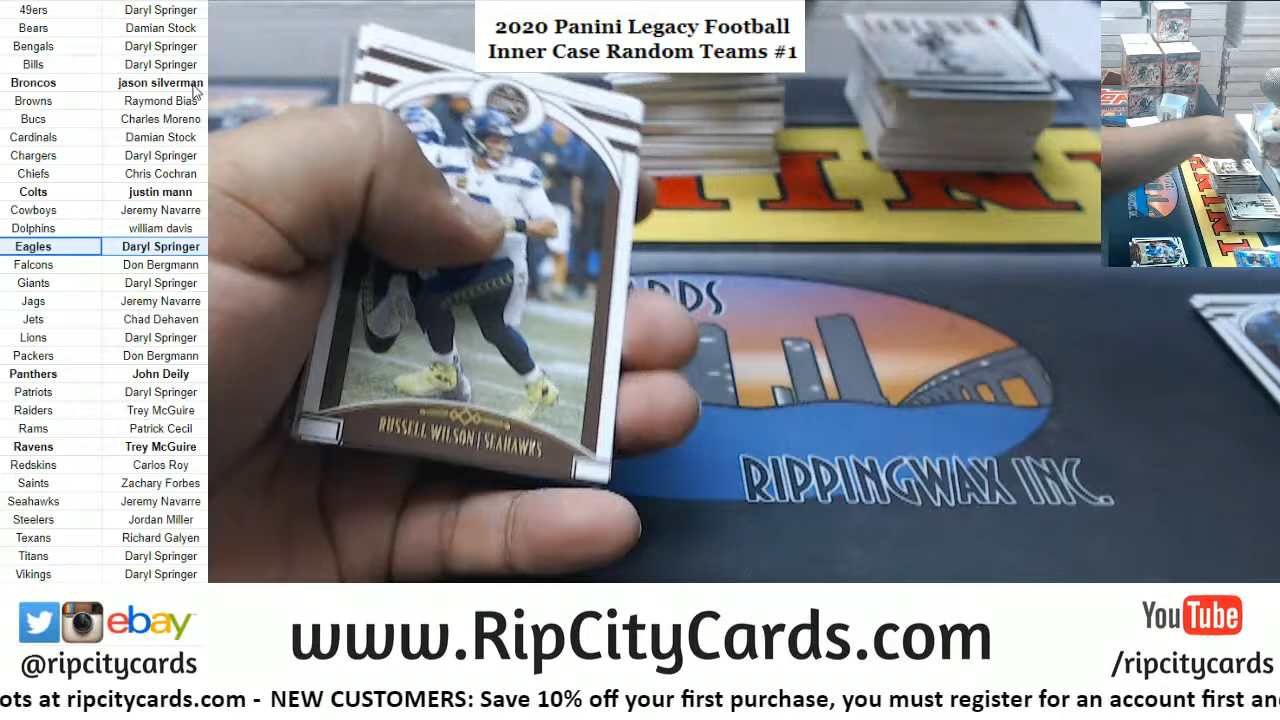 49ers Daryl Springer
Bears Damian Stock
Bengals Daryl Springer
Bills Daryl Springer
Broncos jason silverman
Browns Raymond Bias
Bucs Charles Moreno
Cardinals Damian Stock
Chargers Daryl Springer
Chiefs Chris Cochran
Colts justin mann
Cowboys Jeremy Navarre
Dolphins william davis
Eagles Daryl Springer
Falcons Don Bergmann
Giants Daryl Springer
Jags Jeremy Navarre
Jets Chad Dehaven
Lions Daryl Springer
Packers Don Bergmann
Panthers John Deily
Patriots Daryl Springer
Raiders Trey McGuire
Rams Patrick Cecil
Ravens Trey McGuire
Redskins Carlos Roy
Saints Zachary Forbes
Seahawks Jeremy Navarre
Steelers Jordan Miller
Texans Richard Galyen
Titans Daryl Springer
Vikings Daryl Springer
2020 Panini Legacy Football
Inner Case Random Teams #1
RUSSELL WILSON | SEAHAWKS
RIPPINGWAX INC.
ebay
@ripcitycards
www.RipCityCards.com
YouTube
/ripcitycards
ots at ripcitycards.com - NEW CUSTOMERS: Save 10% off your first purchase, you must register for an account first an